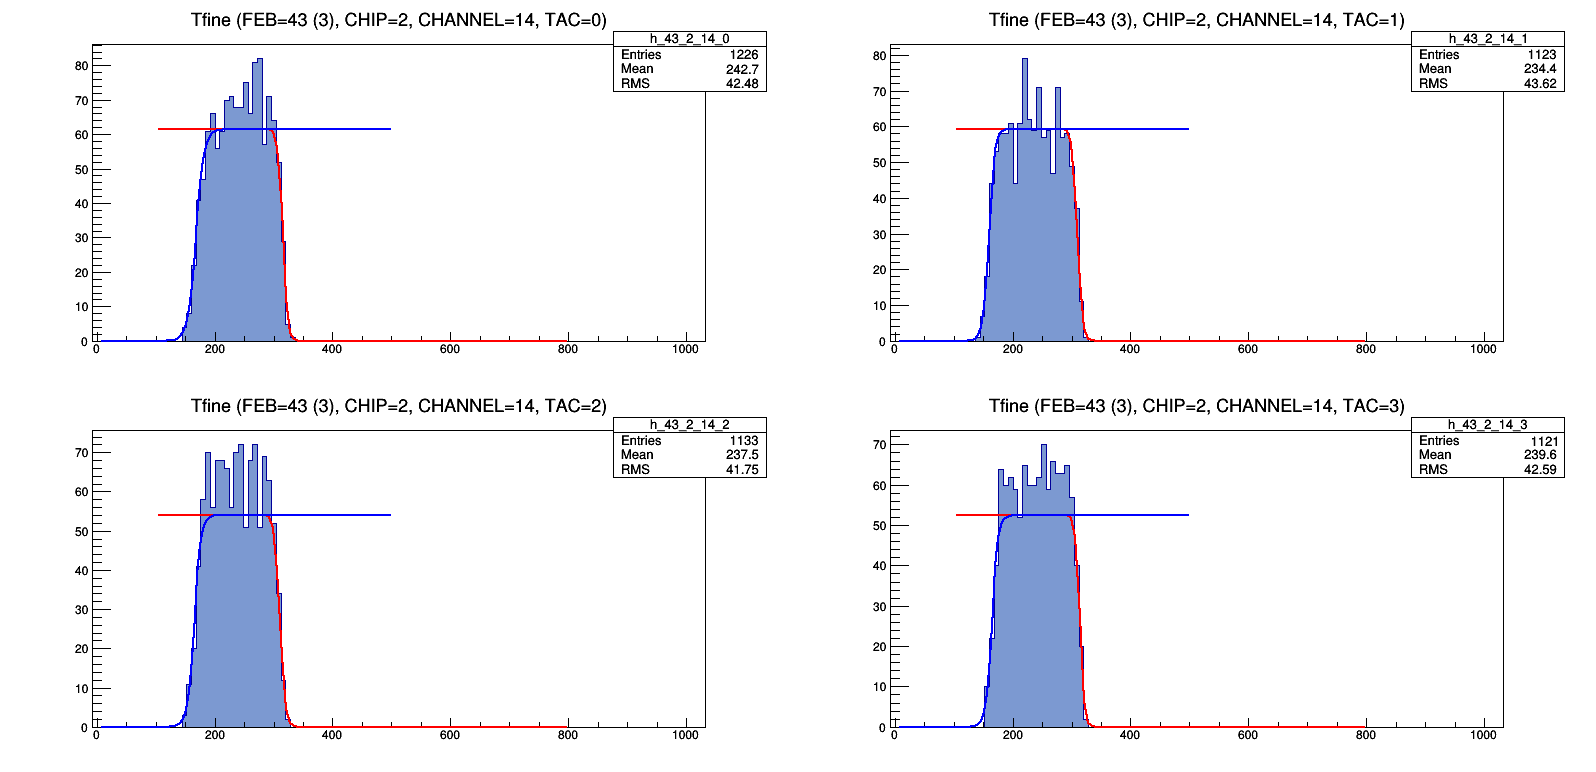 Tfine (FEB=43 (3), CHIP=2, CHANNEL=14, TAC=0)
h_43_2_14_0
Entries 1226
Mean 242.7
RMS 42.48
80
70
60
50
40
30
20
10
0
0 200 400 600 800 1000
Tfine (FEB=43 (3), CHIP=2, CHANNEL=14, TAC=1)
h_43_2_14_1
Entries 1123
Mean 234.4
RMS 43.62
80
70
60
50
40
30
20
10
0
0 200 400 600 800 1000
Tfine (FEB=43 (3), CHIP=2, CHANNEL=14, TAC=2)
h_43_2_14_2
Entries 1133
Mean 237.5
RMS 41.75
70
60
50
40
30
20
10
0
0 200 400 600 800 1000
Tfine (FEB=43 (3), CHIP=2, CHANNEL=14, TAC=3)
h_43_2_14_3
Entries 1121
Mean 239.6
RMS 42.59
70
60
50
40
30
20
10
0
0 200 400 600 800 1000